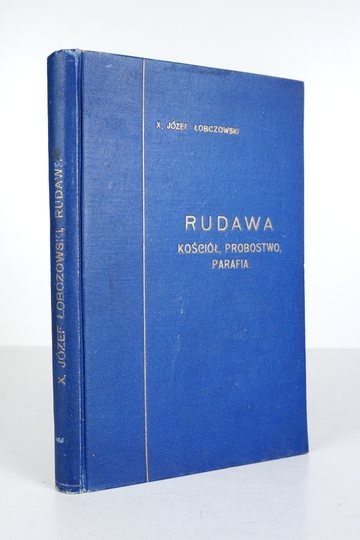 X. JÓZEF ŁOBCZOWSKI
RUDAWA
KOŚCIÓŁ, PROBOSTWO,
PARAFIA.
X. JÓZEF ŁOBCZOWSKI, RUDAWA